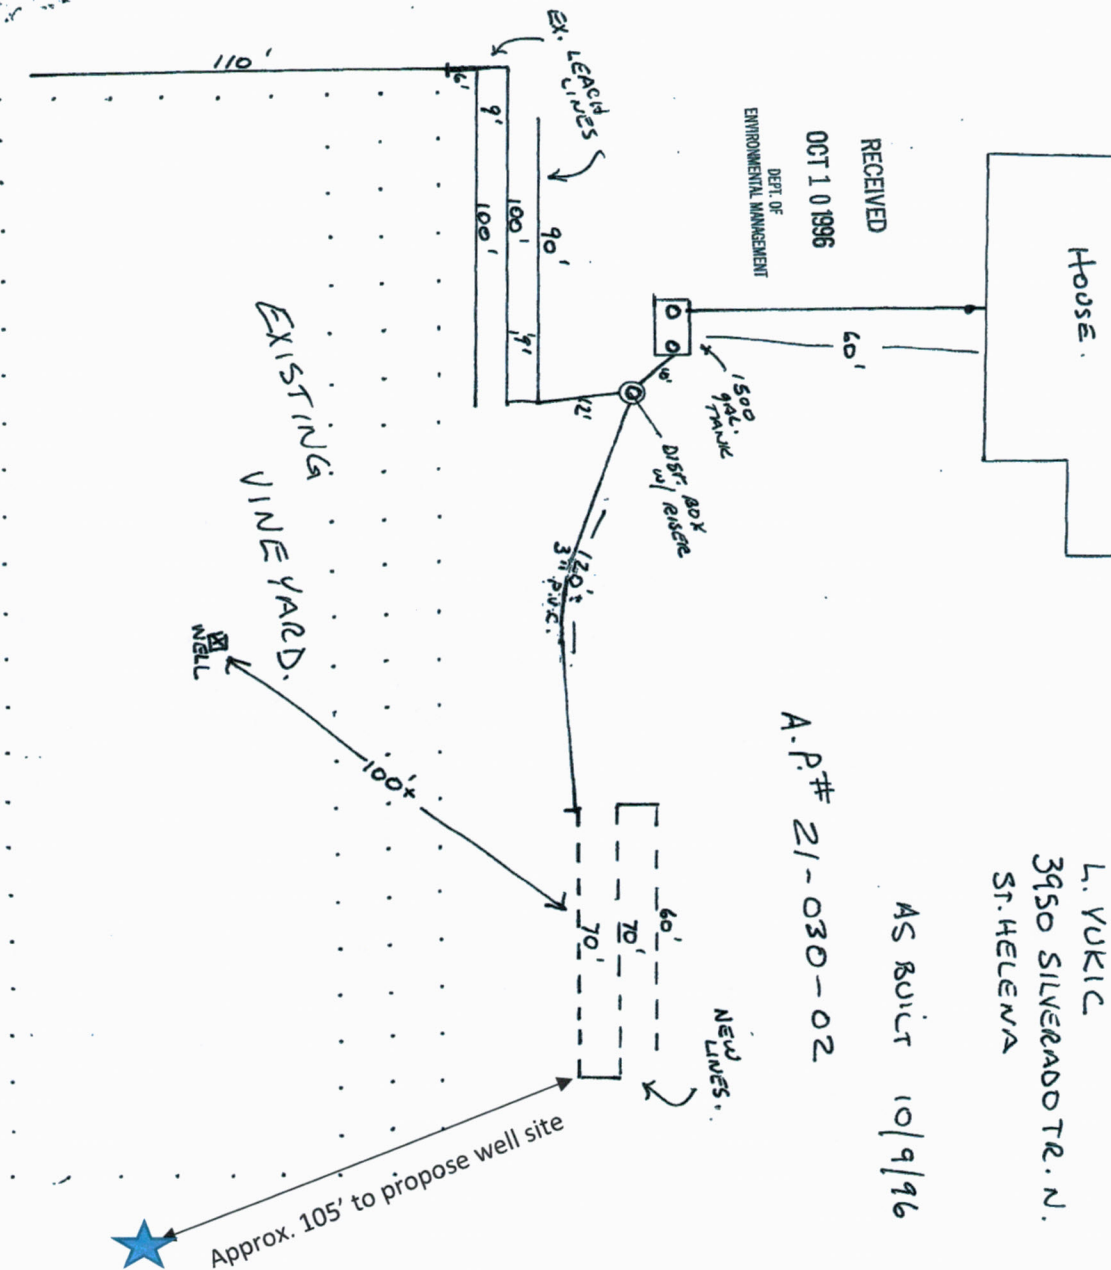 L. VUKIC
3950 SILVERADO TR. N.
ST. HELENA
AS BUILT 10/9/96
A.P.# 21-030-02
HOUSE.
RECEIVED
OCT 10 1996
DEPT. OF
ENVIRONMENTAL MANAGEMENT
60'
1500
GAL.
TANK
10'
DIST. BOX
W/ RISER
12'
EX. LEACH
LINES
110'
6'
9'
100'
100'
90'
9'
120'±
3" P.V.C.
EXISTING
VINEYARD.
WELL
100'±
60'
70'
70'
NEW
LINES.
Approx. 105' to propose well site